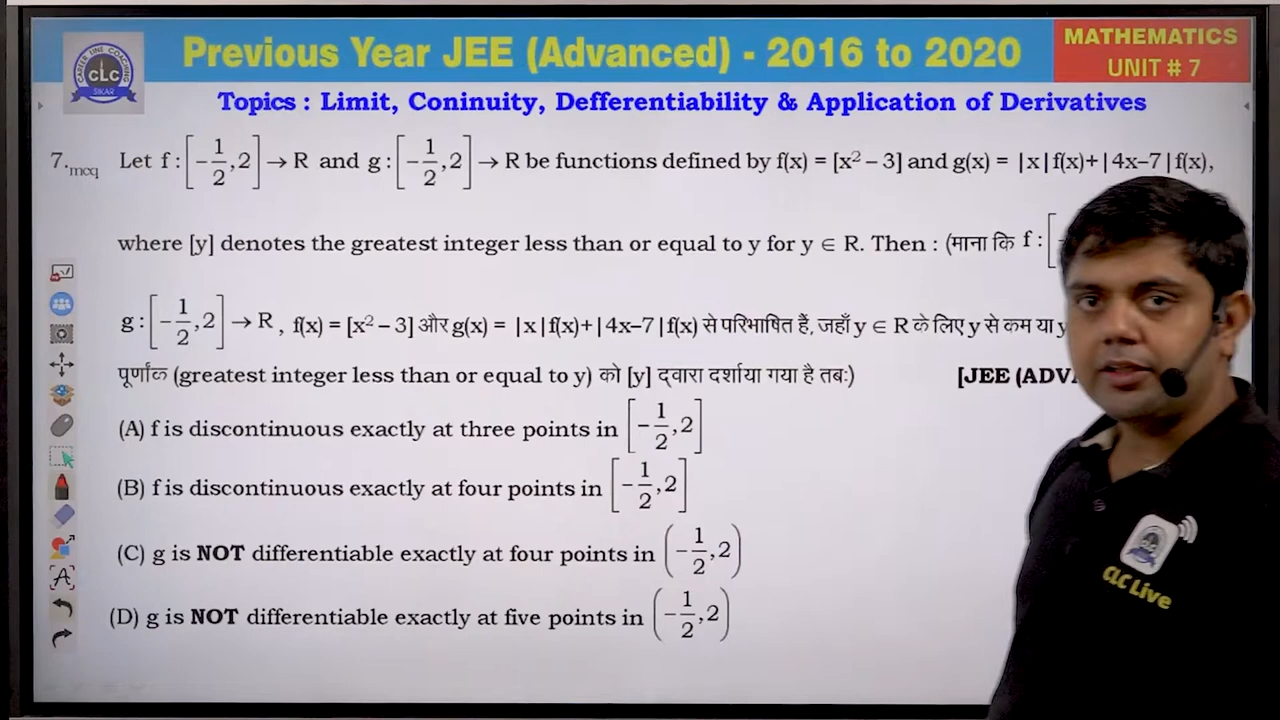 Previous Year JEE (Advanced) - 2016 to 2020
MATHEMATICS
UNIT # 7
CAREER LINE COACHING
CLC
SIKAR
Topics : Limit, Coninuity, Defferentiability & Application of Derivatives
7.mcq Let f : [-1/2, 2] → R and g : [-1/2, 2] → R be functions defined by f(x) = [x² – 3] and g(x) = |x| f(x)+|4x–7| f(x),
where [y] denotes the greatest integer less than or equal to y for y ∈ R. Then : (माना कि f : [
g : [-1/2, 2] → R, f(x) = [x² – 3] और g(x) = |x| f(x)+|4x–7| f(x) से परिभाषित हैं, जहाँ y ∈ R के लिए y से कम या y
पूर्णांक (greatest integer less than or equal to y) को [y] द्वारा दर्शाया गया है तबः)
[JEE (ADV
(A) f is discontinuous exactly at three points in [-1/2, 2]
(B) f is discontinuous exactly at four points in [-1/2, 2]
(C) g is NOT differentiable exactly at four points in (-1/2, 2)
(D) g is NOT differentiable exactly at five points in (-1/2, 2)
A
CLC Live